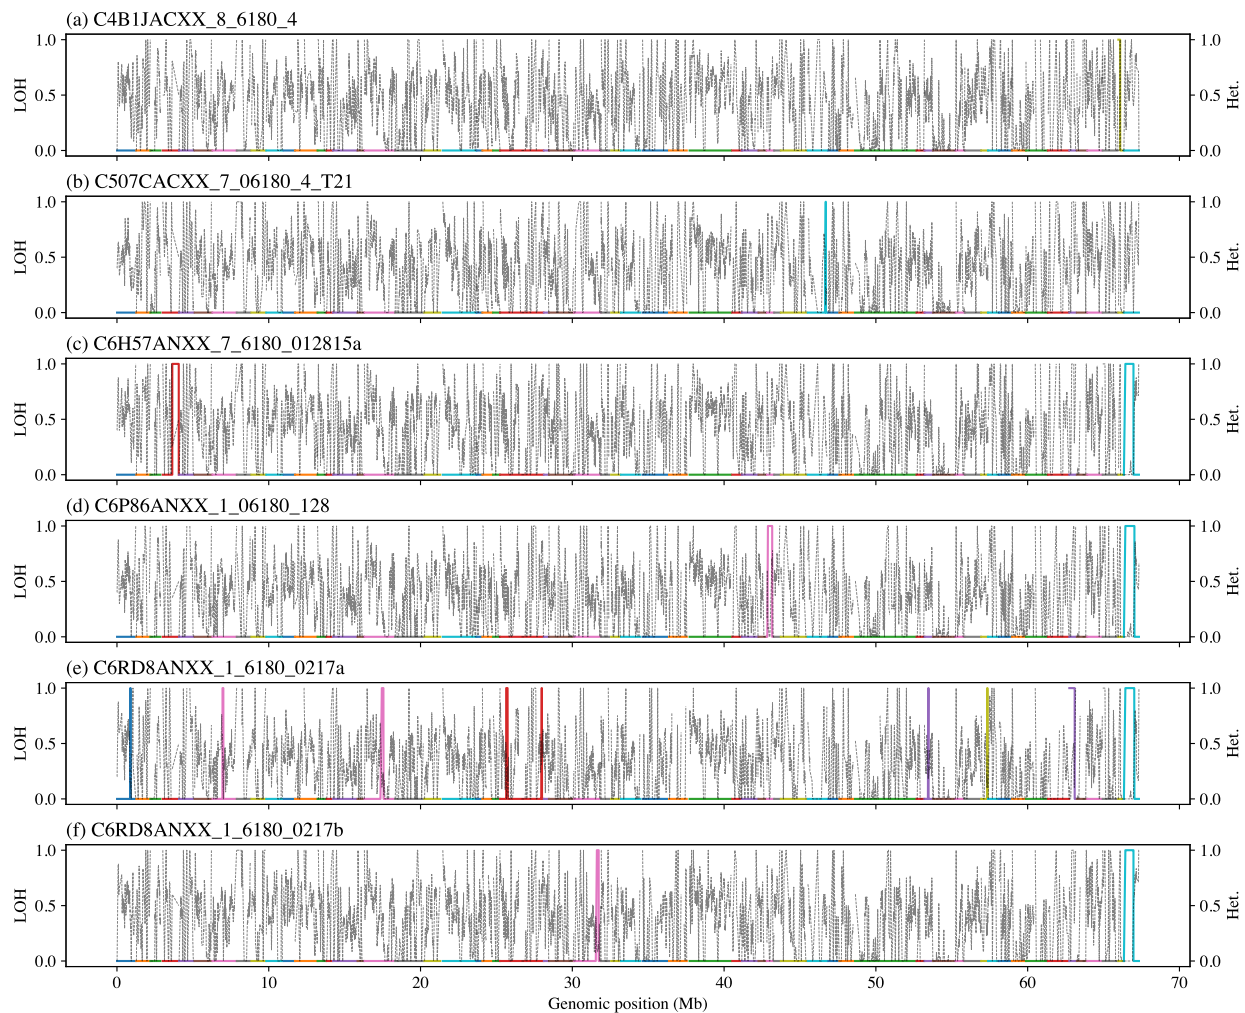 (a) C4B1JACXX_8_6180_4
1.0 1.0
LOH 0.5 0.5 Het.
0.0 0.0
(b) C507CACXX_7_06180_4_T21
1.0 1.0
LOH 0.5 0.5 Het.
0.0 0.0
(c) C6H57ANXX_7_6180_012815a
1.0 1.0
LOH 0.5 0.5 Het.
0.0 0.0
(d) C6P86ANXX_1_06180_128
1.0 1.0
LOH 0.5 0.5 Het.
0.0 0.0
(e) C6RD8ANXX_1_6180_0217a
1.0 1.0
LOH 0.5 0.5 Het.
0.0 0.0
(f) C6RD8ANXX_1_6180_0217b
1.0 1.0
LOH 0.5 0.5 Het.
0.0 0.0
0 10 20 30 40 50 60 70
Genomic position (Mb)